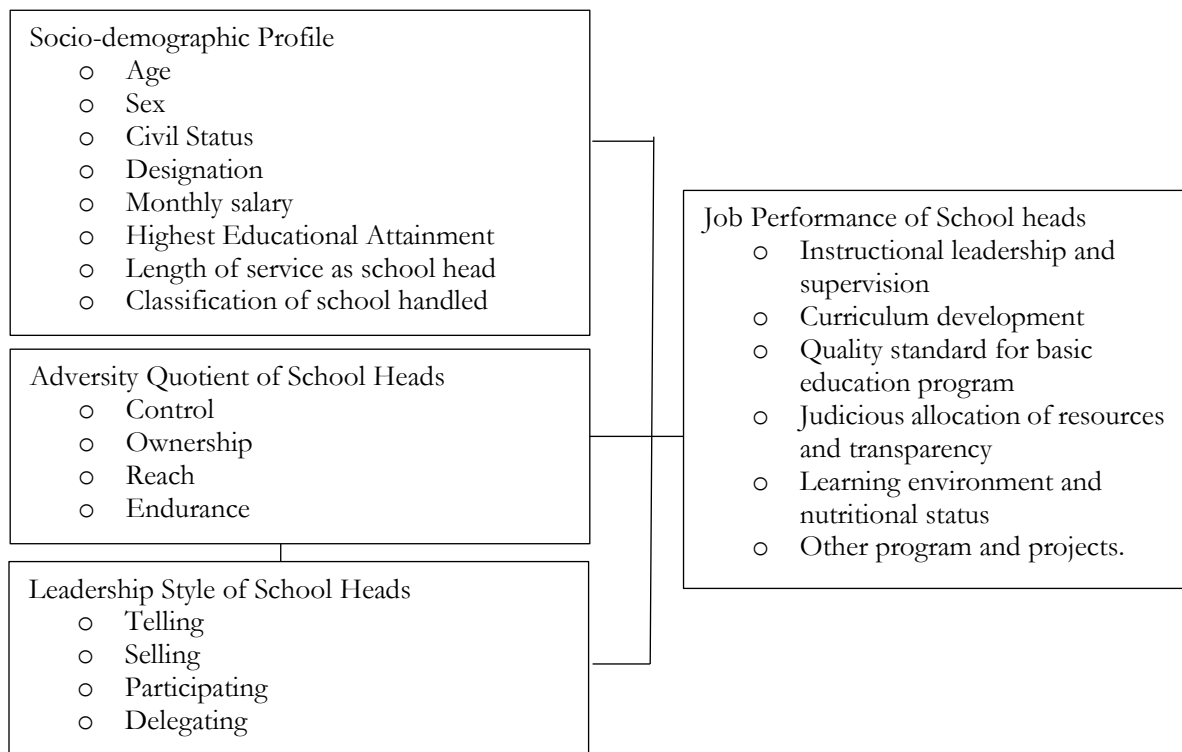 Socio-demographic Profile
o Age
o Sex
o Civil Status
o Designation
o Monthly salary
o Highest Educational Attainment
o Length of service as school head
o Classification of school handled
Adversity Quotient of School Heads
o Control
o Ownership
o Reach
o Endurance
Leadership Style of School Heads
o Telling
o Selling
o Participating
o Delegating
Job Performance of School heads
o Instructional leadership and
supervision
o Curriculum development
o Quality standard for basic
education program
o Judicious allocation of resources
and transparency
o Learning environment and
nutritional status
o Other program and projects.